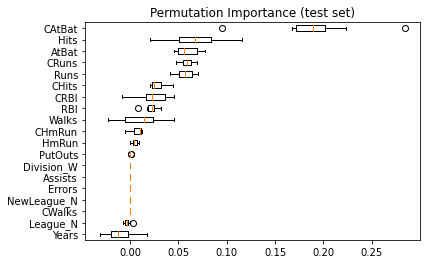 Permutation Importance (test set)
CAtBat
Hits
AtBat
CRuns
Runs
CHits
CRBI
RBI
Walks
CHmRun
HmRun
PutOuts
Division_W
Assists
Errors
NewLeague_N
CWalks
League_N
Years
0.00 0.05 0.10 0.15 0.20 0.25